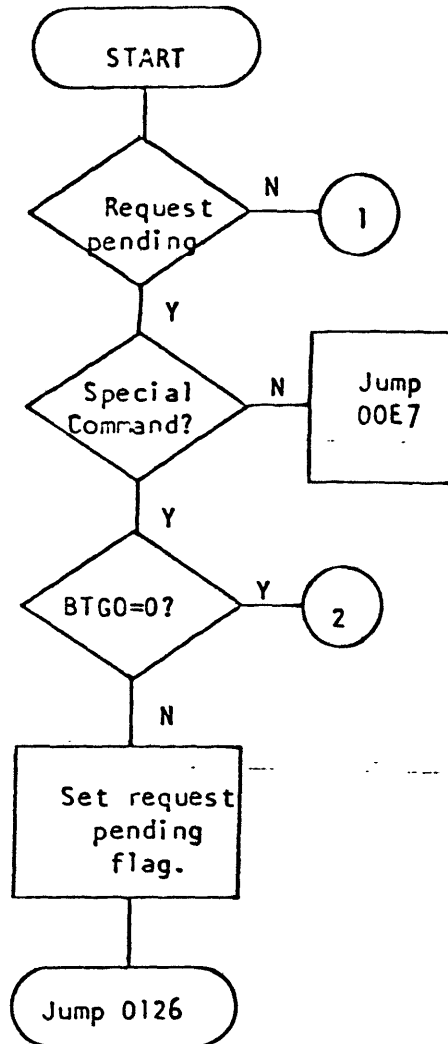 START
Request
pending
N
1
Y
Special
Command?
N
Jump
00E7
Y
BTGO=0?
Y
2
N
Set request
pending
flag.
Jump 0126